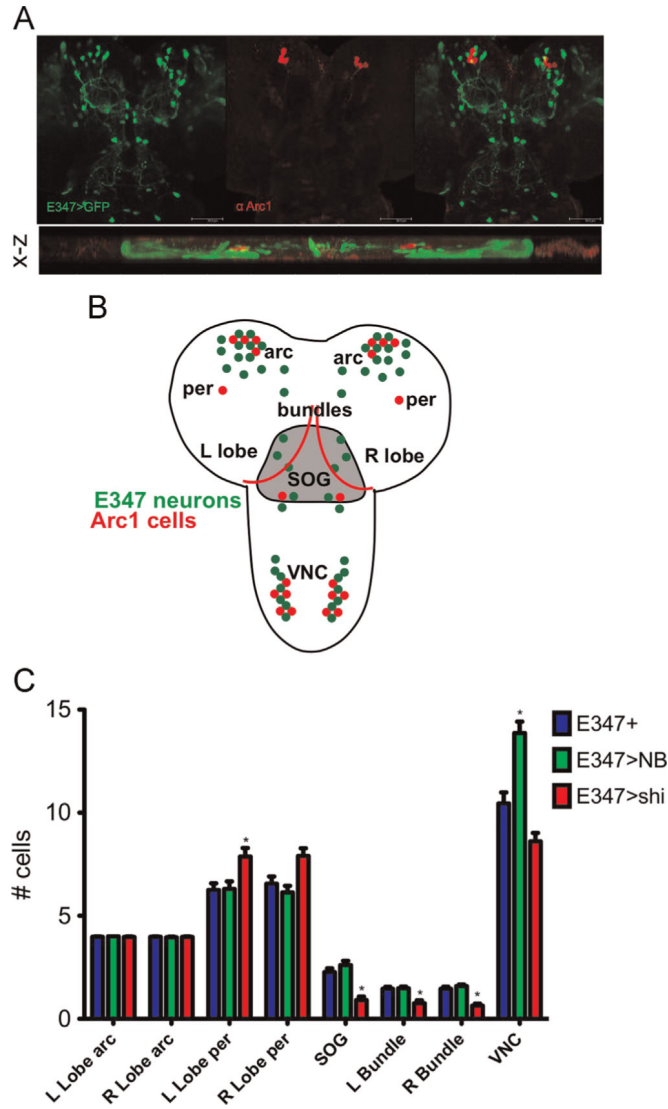 A
E347>GFP
α Arc1
x-z
B
arc
arc
per
per
bundles
L lobe
R lobe
SOG
E347 neurons
Arc1 cells
VNC
C
15
10
5
0
# cells
*
*
*
*
*
E347+
E347>NB
E347>shi
L Lobe arc
R Lobe arc
L Lobe per
R Lobe per
SOG
L Bundle
R Bundle
VNC